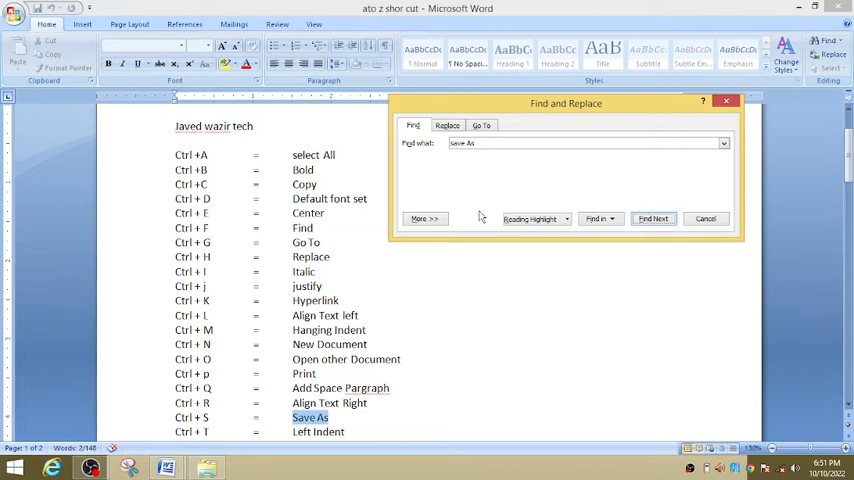 ato z shor cut - Microsoft Word
Home Insert Page Layout References Mailings Review View
Cut
Copy
Format Painter
Paste
Clipboard
Font
Paragraph
AaBbCcDc AaBbCcDc AaBbC AaBbCc AaB AaBbCc. AaBbCcDc
¶ Normal ¶ No Spaci... Heading 1 Heading 2 Title Subtitle Subtle Em... Emphasis
Change Styles
Styles
Find
Replace
Select
Editing
Find and Replace
Find Replace Go To
Find what: save As
More >> Reading Highlight Find in Find Next Cancel
Javed wazir tech
Ctrl +A = select All
Ctrl +B = Bold
Ctrl +C = Copy
Ctrl + D = Default font set
Ctrl + E = Center
Ctrl + F = Find
Ctrl + G = Go To
Ctrl + H = Replace
Ctrl + I = Italic
Ctrl + j = justify
Ctrl + K = Hyperlink
Ctrl + L = Align Text left
Ctrl + M = Hanging Indent
Ctrl + N = New Document
Ctrl + O = Open other Document
Ctrl + p = Print
Ctrl + Q = Add Space Pargraph
Ctrl + R = Align Text Right
Ctrl + S = Save As
Ctrl + T = Left Indent
Page: 1 of 2 Words: 2/148
130%
6:51 PM
10/10/2022